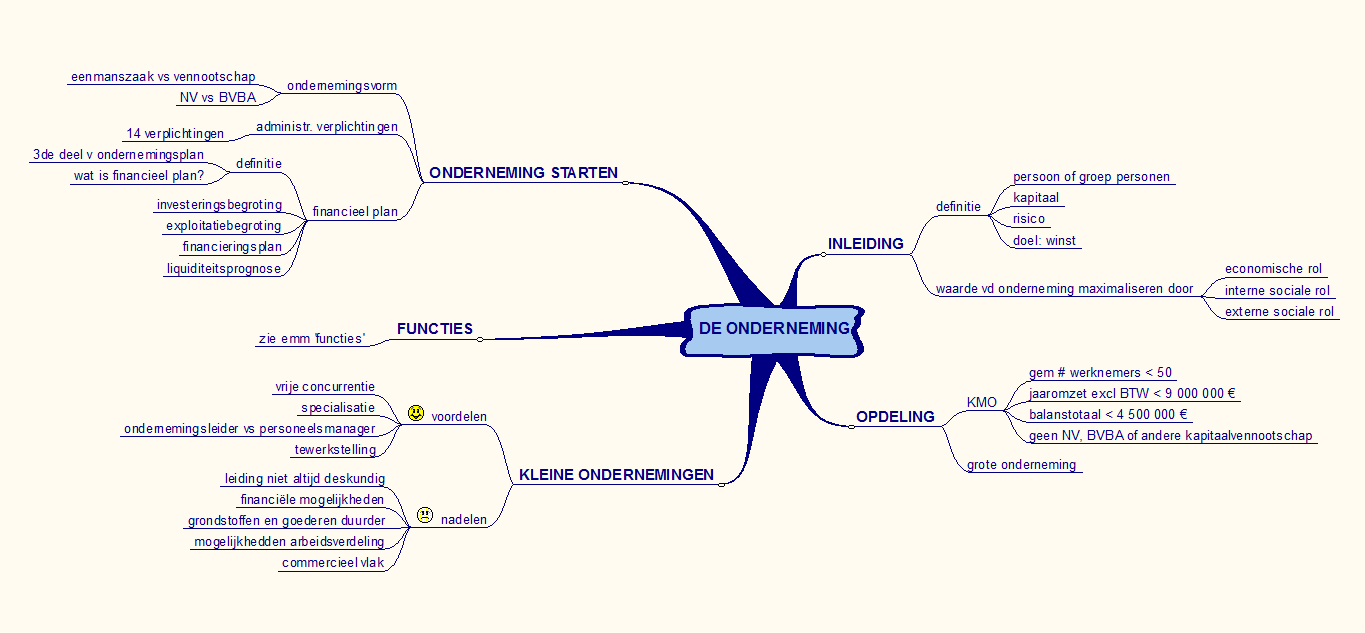 DE ONDERNEMING
INLEIDING
definitie
persoon of groep personen
kapitaal
risico
doel: winst
waarde vd onderneming maximaliseren door
economische rol
interne sociale rol
externe sociale rol
OPDELING
KMO
gem # werknemers < 50
jaaromzet excl BTW < 9 000 000 €
balanstotaal < 4 500 000 €
geen NV, BVBA of andere kapitaalvennootschap
grote onderneming
ONDERNEMING STARTEN
ondernemingsvorm
eenmanszaak vs vennootschap
NV vs BVBA
administr. verplichtingen
14 verplichtingen
financieel plan
definitie
3de deel v ondernemingsplan
wat is financieel plan?
investeringsbegroting
exploitatiebegroting
financieringsplan
liquiditeitsprognose
FUNCTIES
zie emm 'functies'
KLEINE ONDERNEMINGEN
voordelen
vrije concurrentie
specialisatie
ondernemingsleider vs personeelsmanager
tewerkstelling
nadelen
leiding niet altijd deskundig
financiële mogelijkheden
grondstoffen en goederen duurder
mogelijkhedden arbeidsverdeling
commercieel vlak